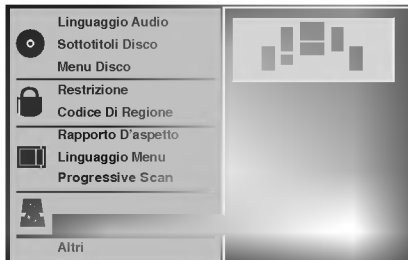 Linguaggio Audio
Sottotitoli Disco
Menu Disco
Restrizione
Codice Di Regione
Rapporto D'aspetto
Linguaggio Menu
Progressive Scan
Altri